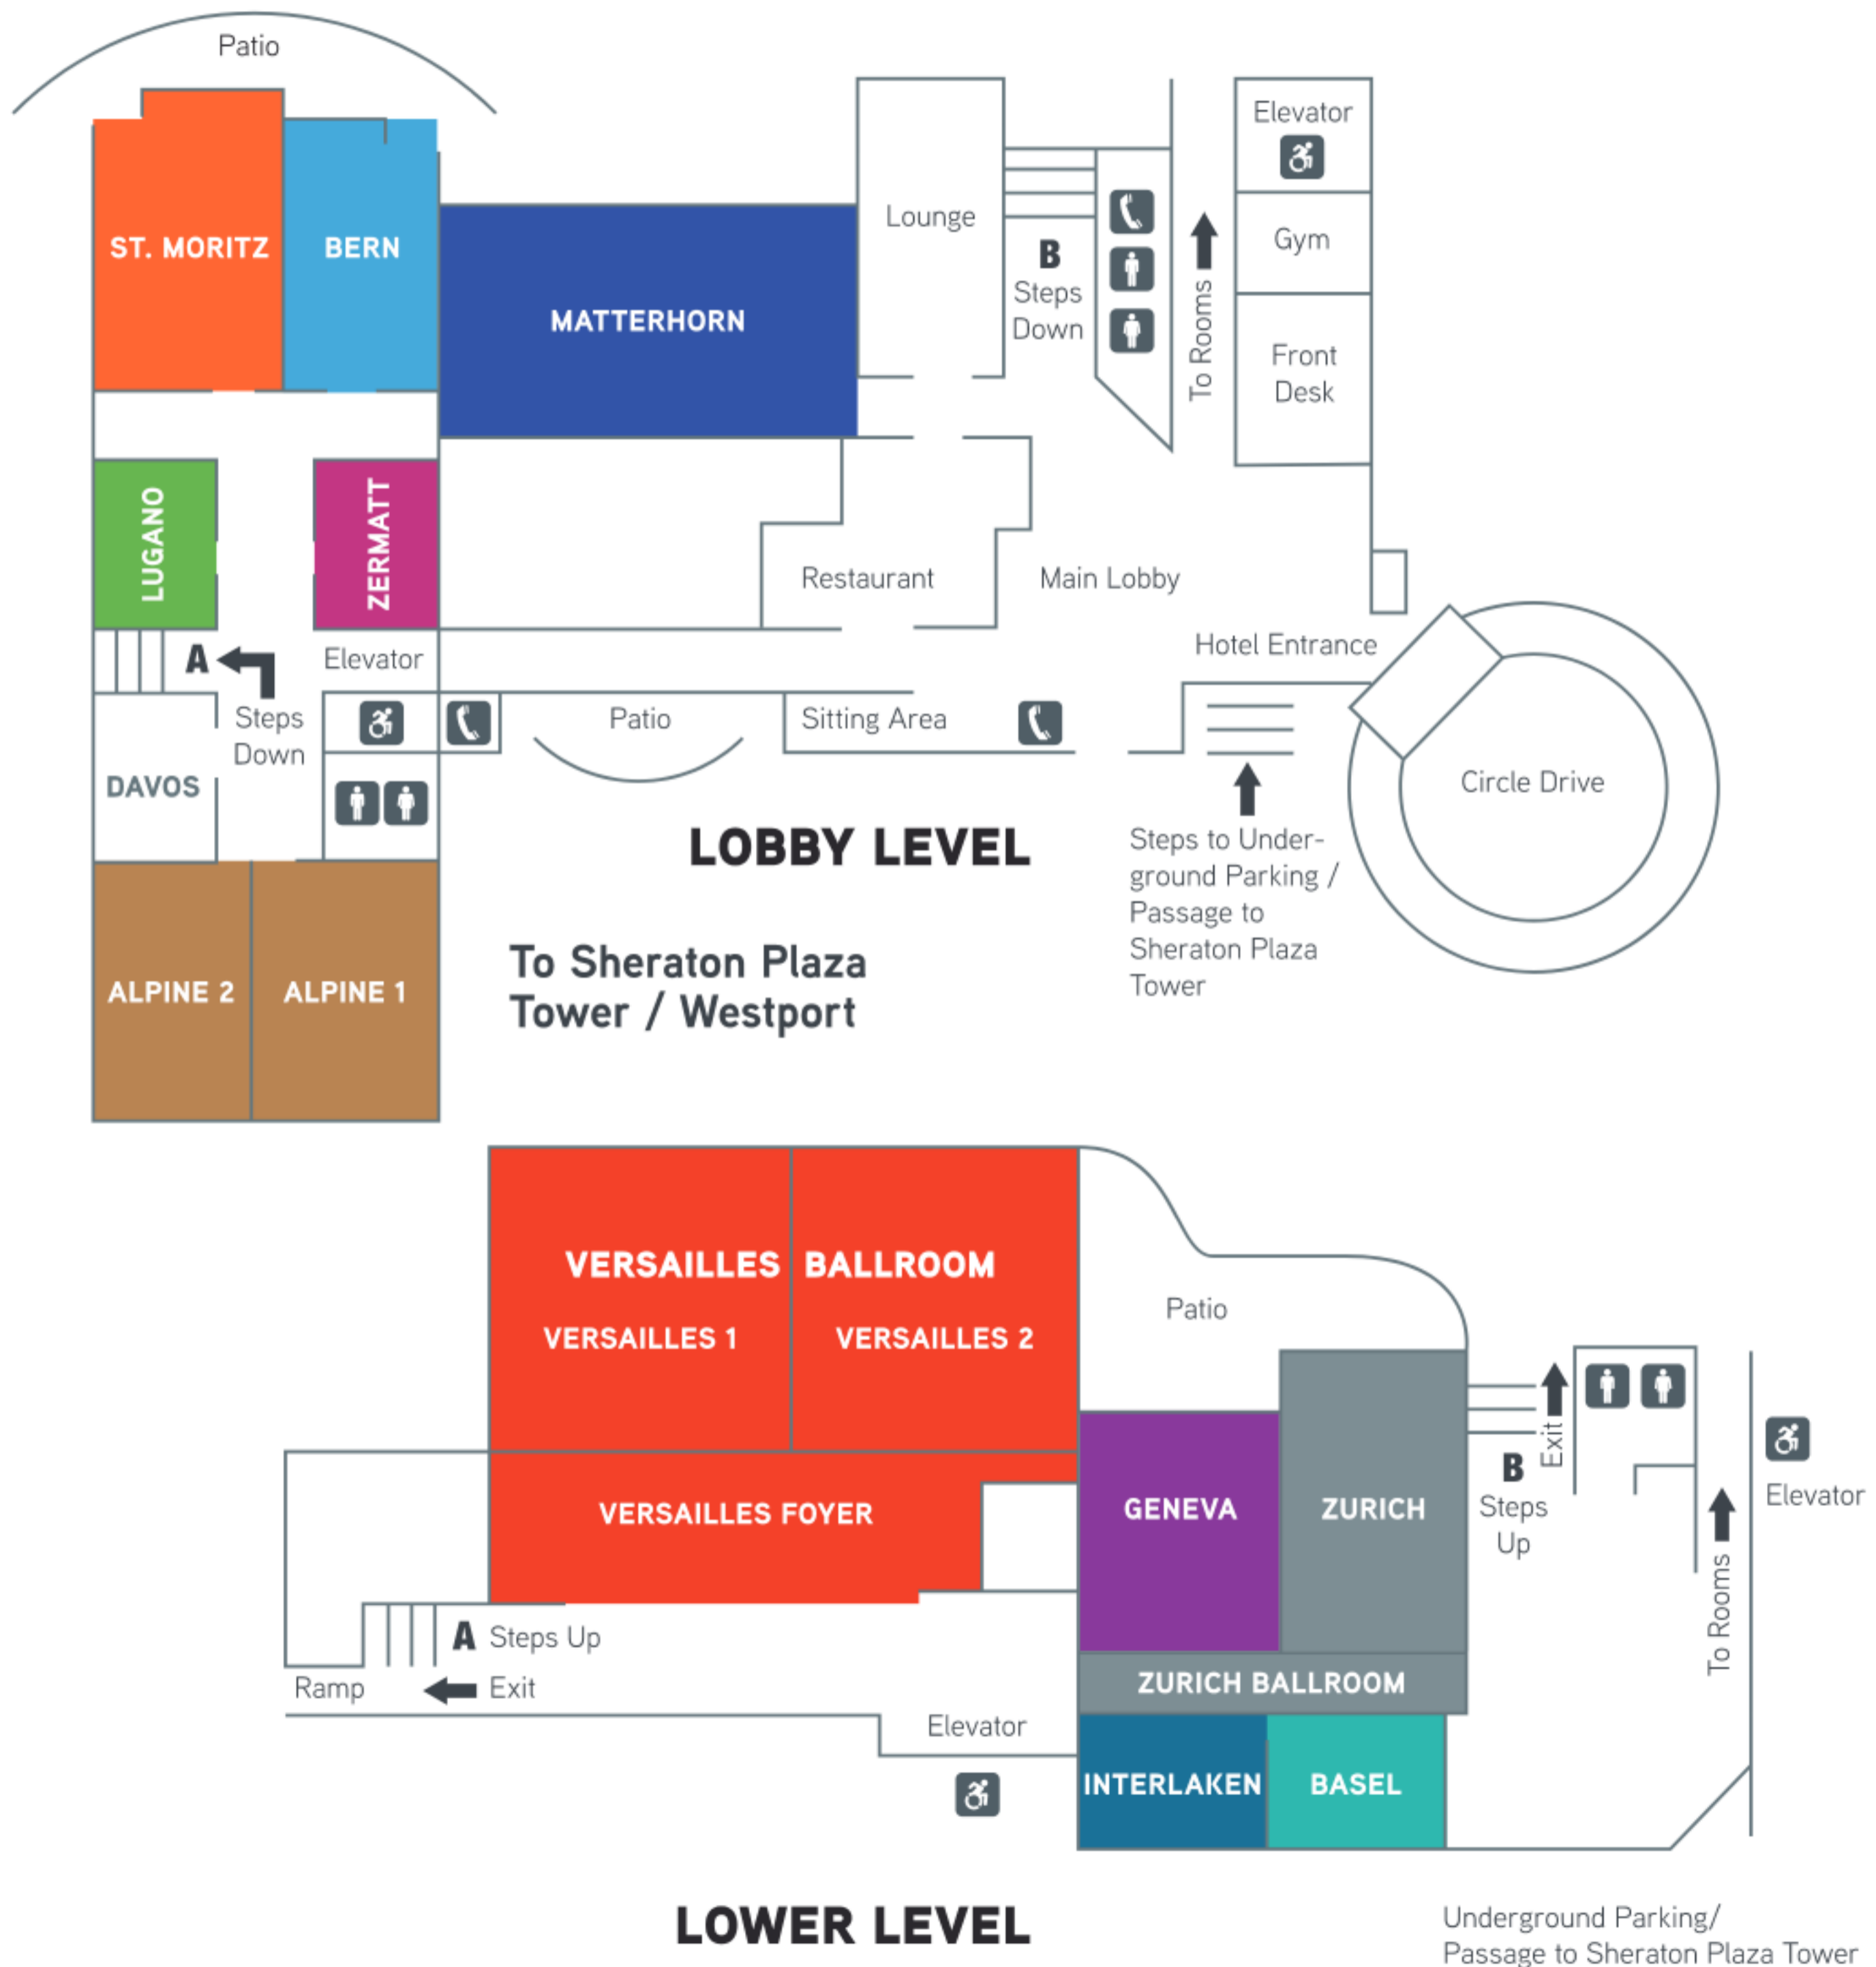 Patio
ST. MORITZ
BERN
MATTERHORN
Lounge
B
Steps
Down
To Rooms
Elevator
Gym
Front
Desk
LUGANO
ZERMATT
Restaurant
Main Lobby
A
Elevator
Hotel Entrance
Steps
Down
Patio
Sitting Area
DAVOS
Circle Drive
LOBBY LEVEL
Steps to Under-
ground Parking /
Passage to
Sheraton Plaza
Tower
ALPINE 2
ALPINE 1
To Sheraton Plaza
Tower / Westport
VERSAILLES BALLROOM
VERSAILLES 1
VERSAILLES 2
Patio
VERSAILLES FOYER
GENEVA
ZURICH
Exit
B
Steps
Up
Elevator
To Rooms
A Steps Up
Ramp
Exit
ZURICH BALLROOM
Elevator
INTERLAKEN
BASEL
LOWER LEVEL
Underground Parking/
Passage to Sheraton Plaza Tower